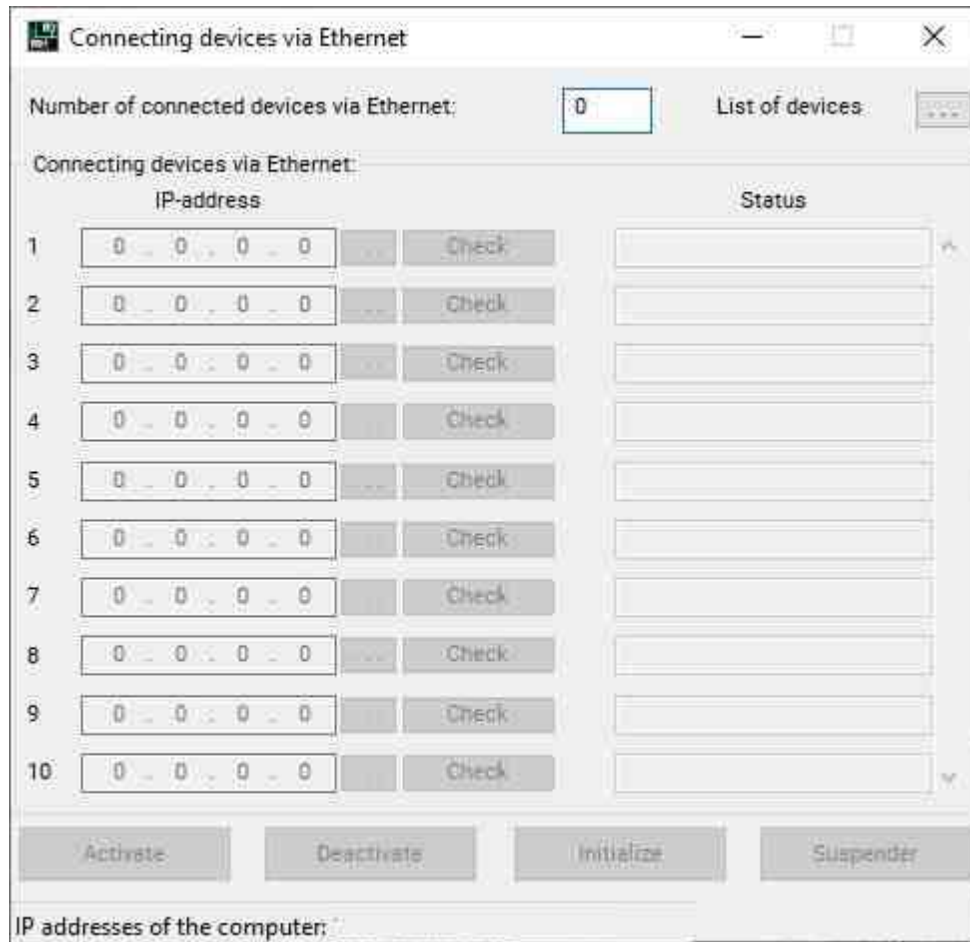 Connecting devices via Ethernet
Number of connected devices via Ethernet: 0 List of devices ...
Connecting devices via Ethernet:
IP-address Status
1 0 . 0 . 0 . 0 ... Check
2 0 . 0 . 0 . 0 ... Check
3 0 . 0 . 0 . 0 ... Check
4 0 . 0 . 0 . 0 ... Check
5 0 . 0 . 0 . 0 ... Check
6 0 . 0 . 0 . 0 ... Check
7 0 . 0 . 0 . 0 ... Check
8 0 . 0 . 0 . 0 ... Check
9 0 . 0 . 0 . 0 ... Check
10 0 . 0 . 0 . 0 ... Check
Activate Deactivate Initialize Suspender
IP addresses of the computer: